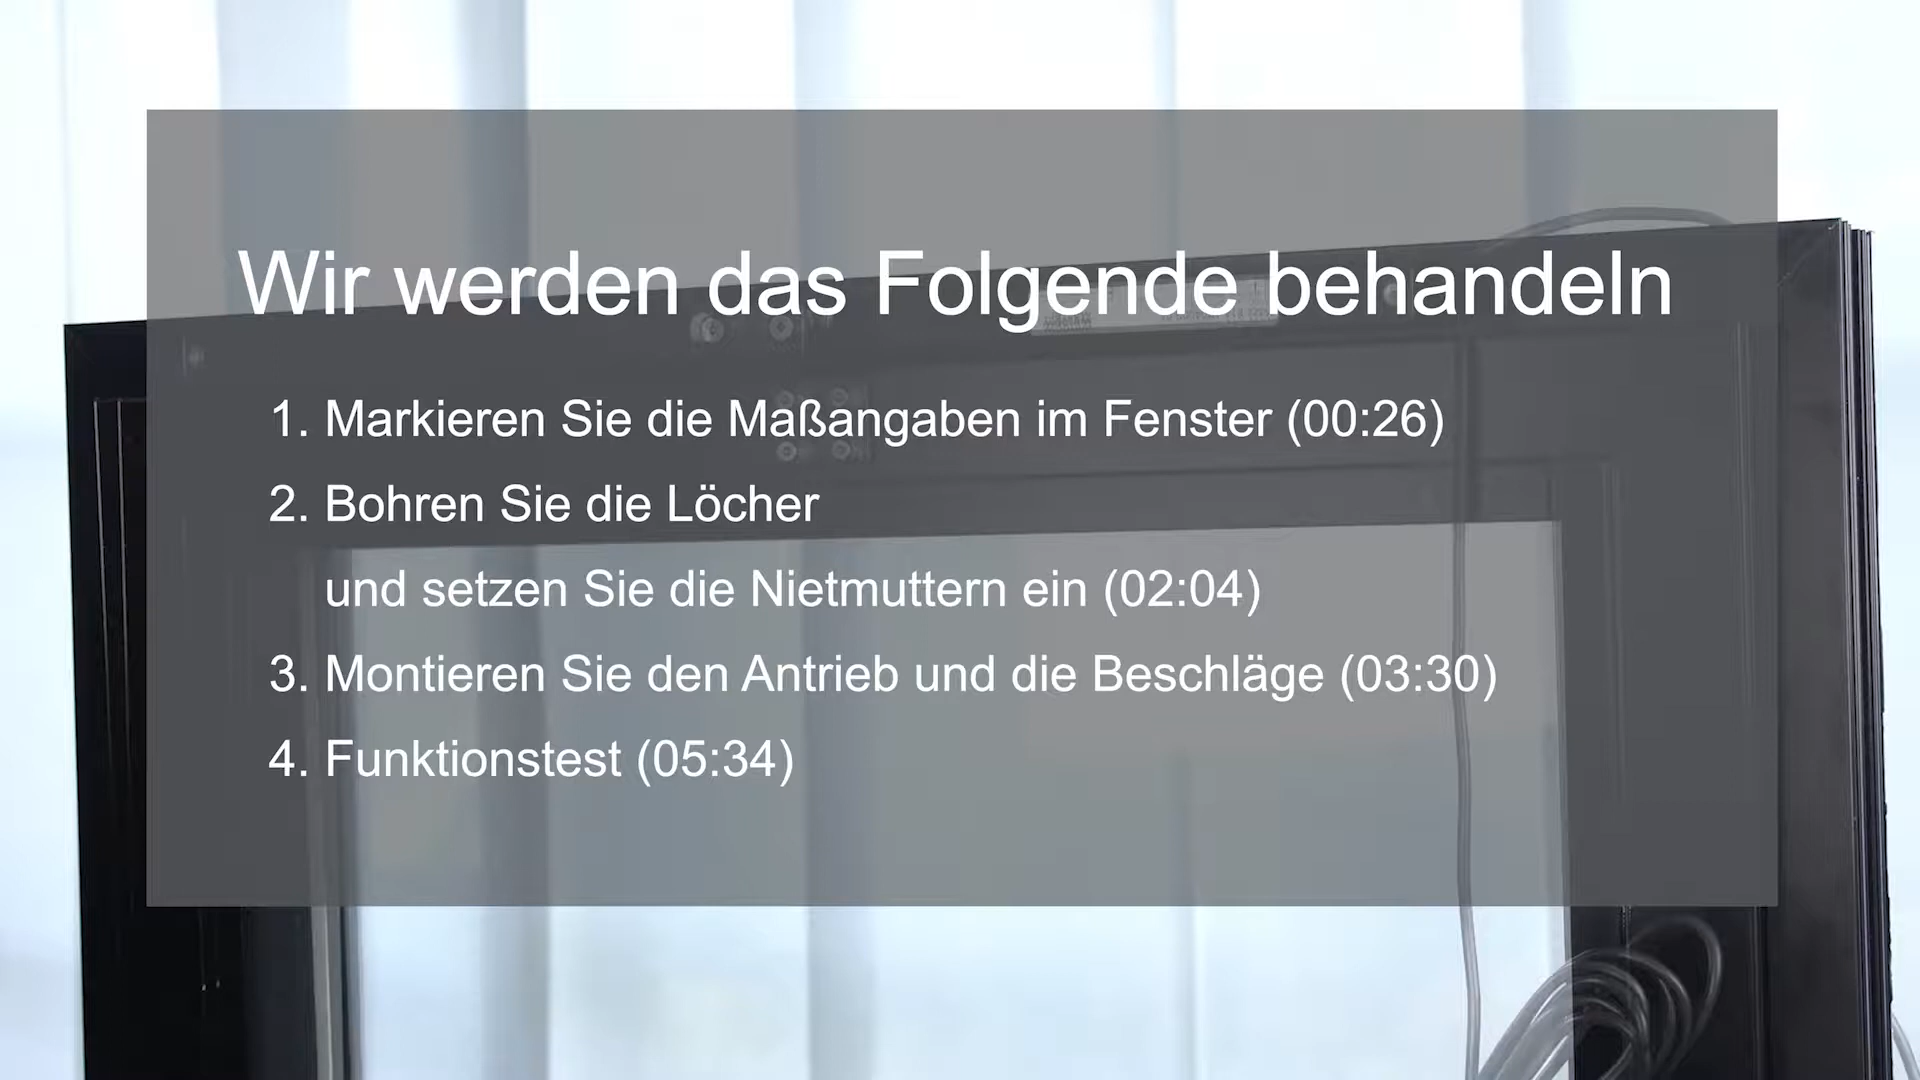 Wir werden das Folgende behandeln
1. Markieren Sie die Maßangaben im Fenster (00:26)
2. Bohren Sie die Löcher
und setzen Sie die Nietmuttern ein (02:04)
3. Montieren Sie den Antrieb und die Beschläge (03:30)
4. Funktionstest (05:34)